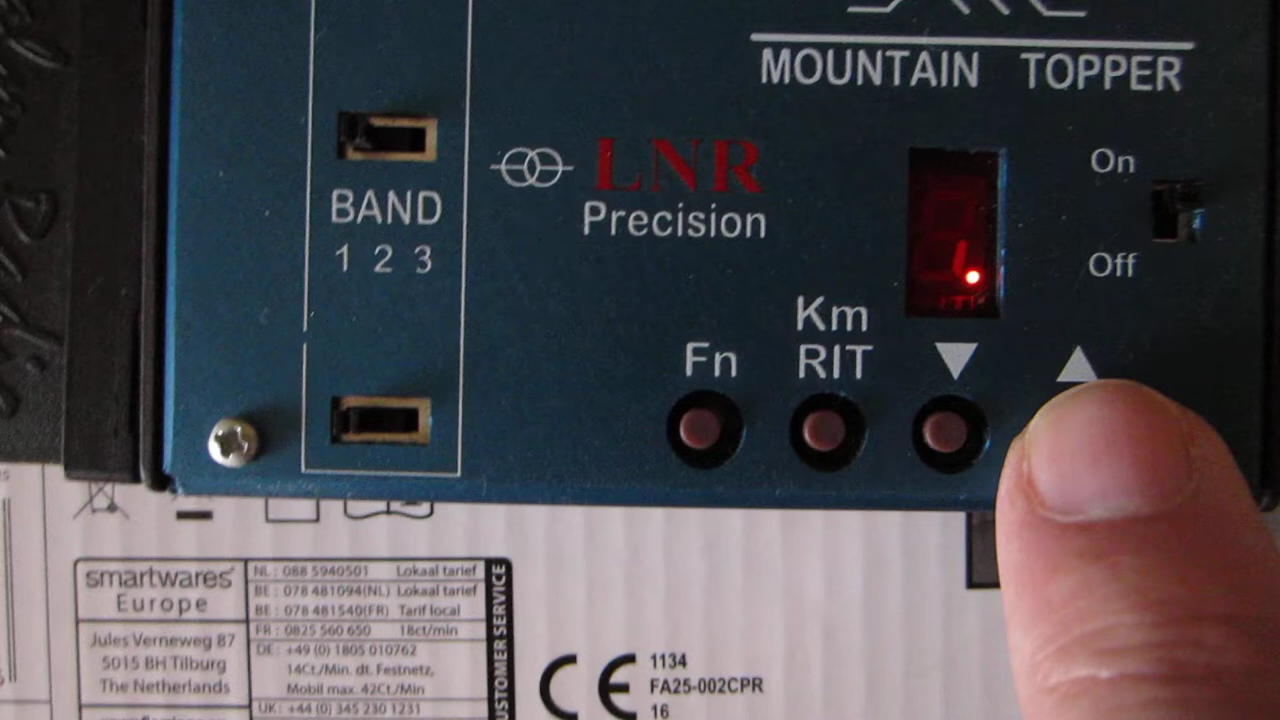 MOUNTAIN TOPPER
LNR
Precision
BAND
1 2 3
On
Off
Km
Fn RIT ▼ ▲
smartwares
Europe
Jules Verneweg 87
5015 BH Tilburg
The Netherlands
NL : 088 5940501 Lokaal tarief
BE : 078 481094(NL) Lokaal tarief
BE : 078 481540(FR) Tarif local
FR : 0825 560 650 18ct/min
DE : +49 (0) 1805 010762
14Ct./Min. dt. Festnetz,
Mobil max. 42Ct./Min
UK : +44 (0) 345 230 1231
CUSTOMER SERVICE
CE
1134
FA25-002CPR
16